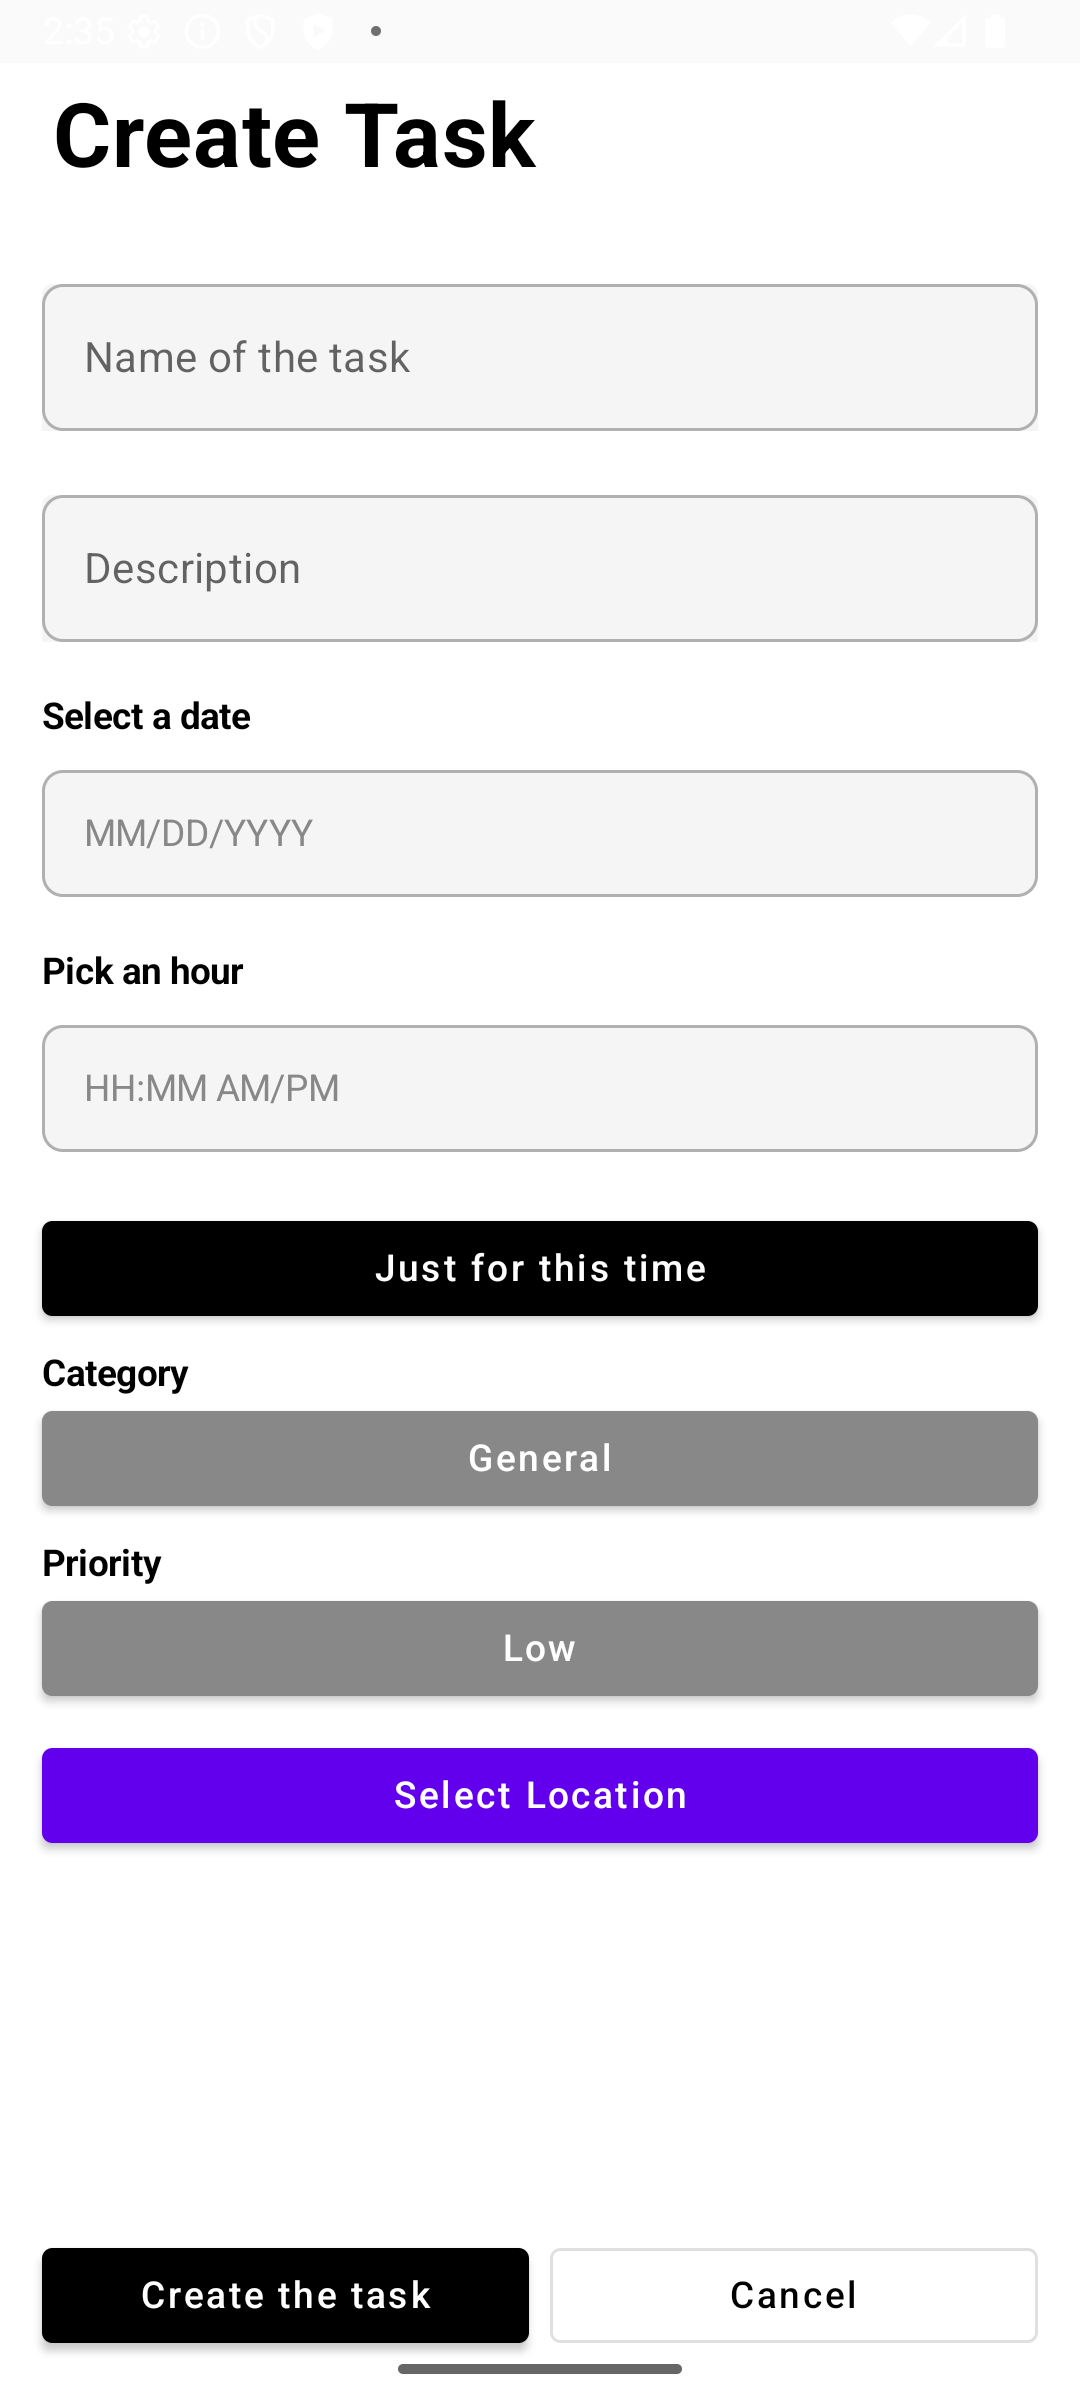 2:35
Create Task
Name of the task
Description
Select a date
MM/DD/YYYY
Pick an hour
HH:MM AM/PM
Just for this time
Category
General
Priority
Low
Select Location
Create the task
Cancel